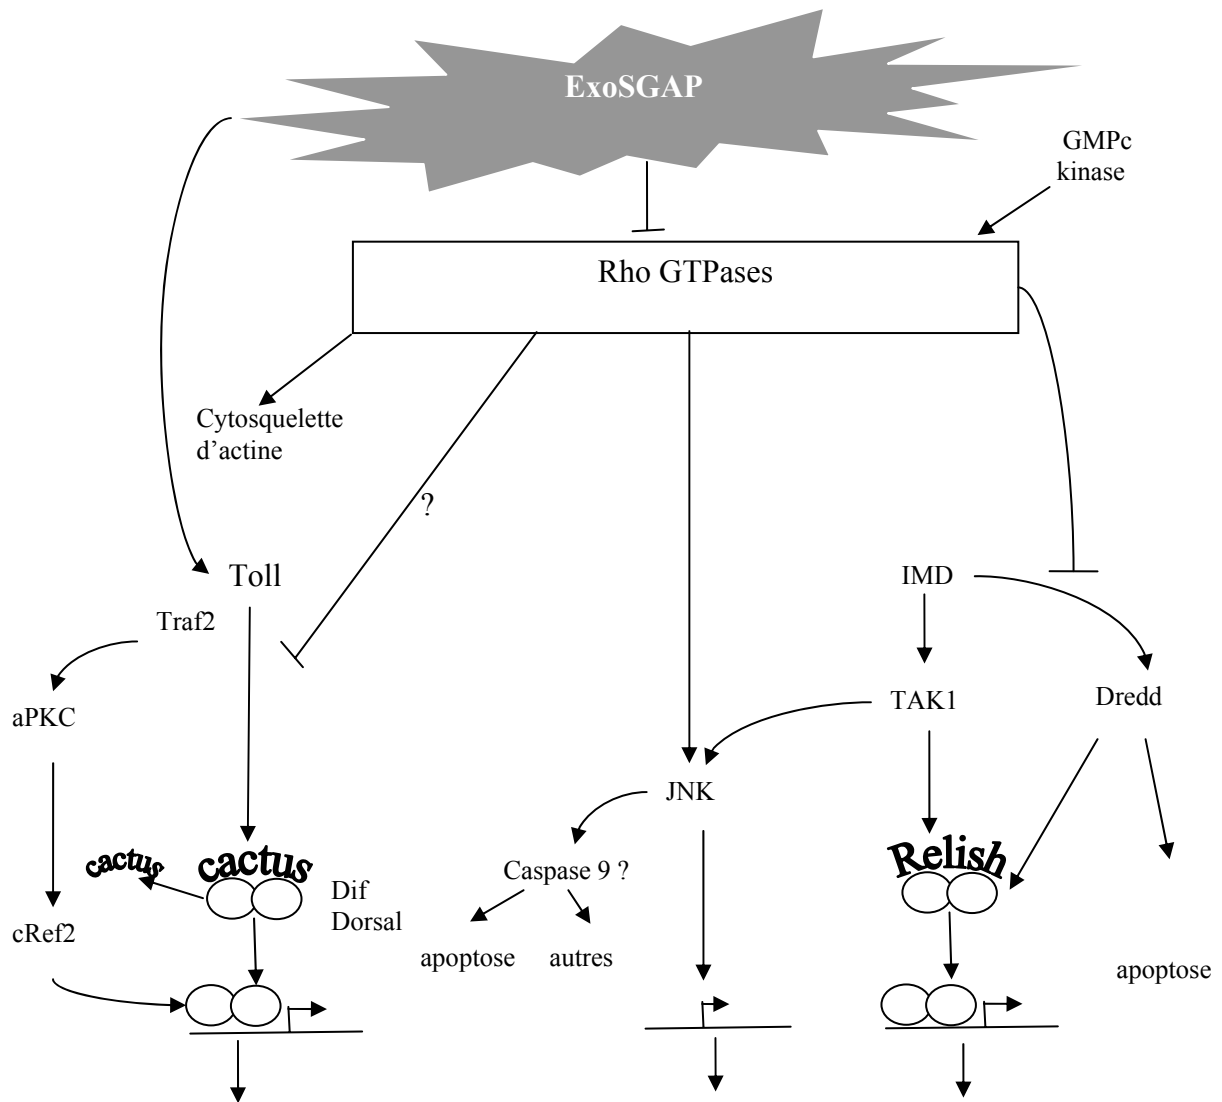 ExoSGAP
GMPc
kinase
Rho GTPases
Cytosquelette
d'actine
?
Toll
IMD
Traf2
aPKC
TAK1
Dredd
JNK
cactus
cactus
Relish
Caspase 9 ?
Dif
Dorsal
cRef2
apoptose
autres
apoptose